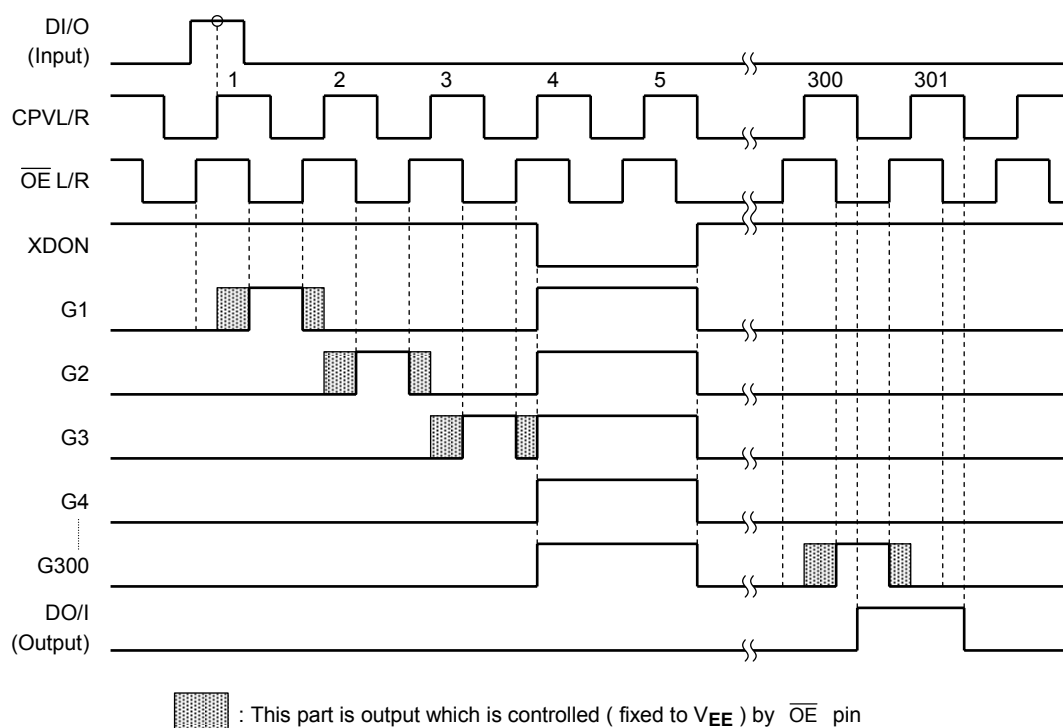 DI/O
(Input)
1 2 3 4 5 300 301
CPVL/R
OE L/R
XDON
G1
G2
G3
G4
G300
DO/I
(Output)
: This part is output which is controlled ( fixed to VEE ) by OE pin